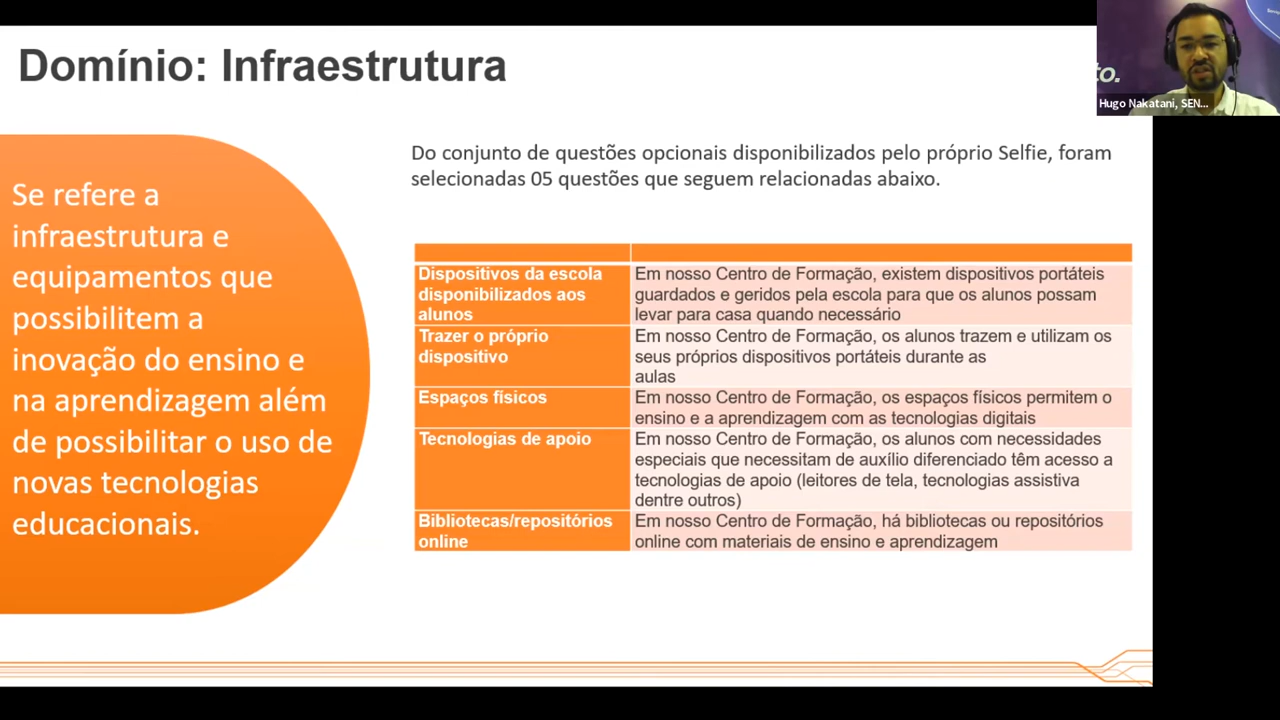 Domínio: Infraestrutura
to.
Hugo Nakatani, SEN...
Se refere a
infraestrutura e
equipamentos que
possibilitem a
inovação do ensino e
na aprendizagem além
de possibilitar o uso de
novas tecnologias
educacionais.
Do conjunto de questões opcionais disponibilizados pelo próprio Selfie, foram
selecionadas 05 questões que seguem relacionadas abaixo.
Dispositivos da escola
disponibilizados aos
alunos
Em nosso Centro de Formação, existem dispositivos portáteis
guardados e geridos pela escola para que os alunos possam
levar para casa quando necessário
Trazer o próprio
dispositivo
Em nosso Centro de Formação, os alunos trazem e utilizam os
seus próprios dispositivos portáteis durante as
aulas
Espaços físicos
Em nosso Centro de Formação, os espaços físicos permitem o
ensino e a aprendizagem com as tecnologias digitais
Tecnologias de apoio
Em nosso Centro de Formação, os alunos com necessidades
especiais que necessitam de auxílio diferenciado têm acesso a
tecnologias de apoio (leitores de tela, tecnologias assistiva
dentre outros)
Bibliotecas/repositórios
online
Em nosso Centro de Formação, há bibliotecas ou repositórios
online com materiais de ensino e aprendizagem